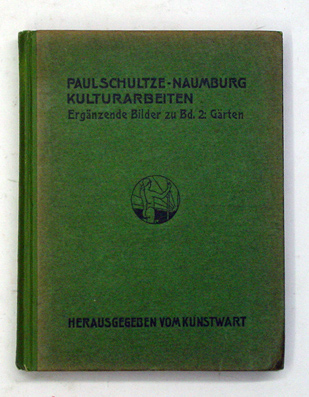 PAUL SCHULTZE-NAUMBURG
KULTURARBEITEN
Ergänzende Bilder zu Bd. 2: Gärten
HERAUSGEGEBEN VOM KUNSTWART